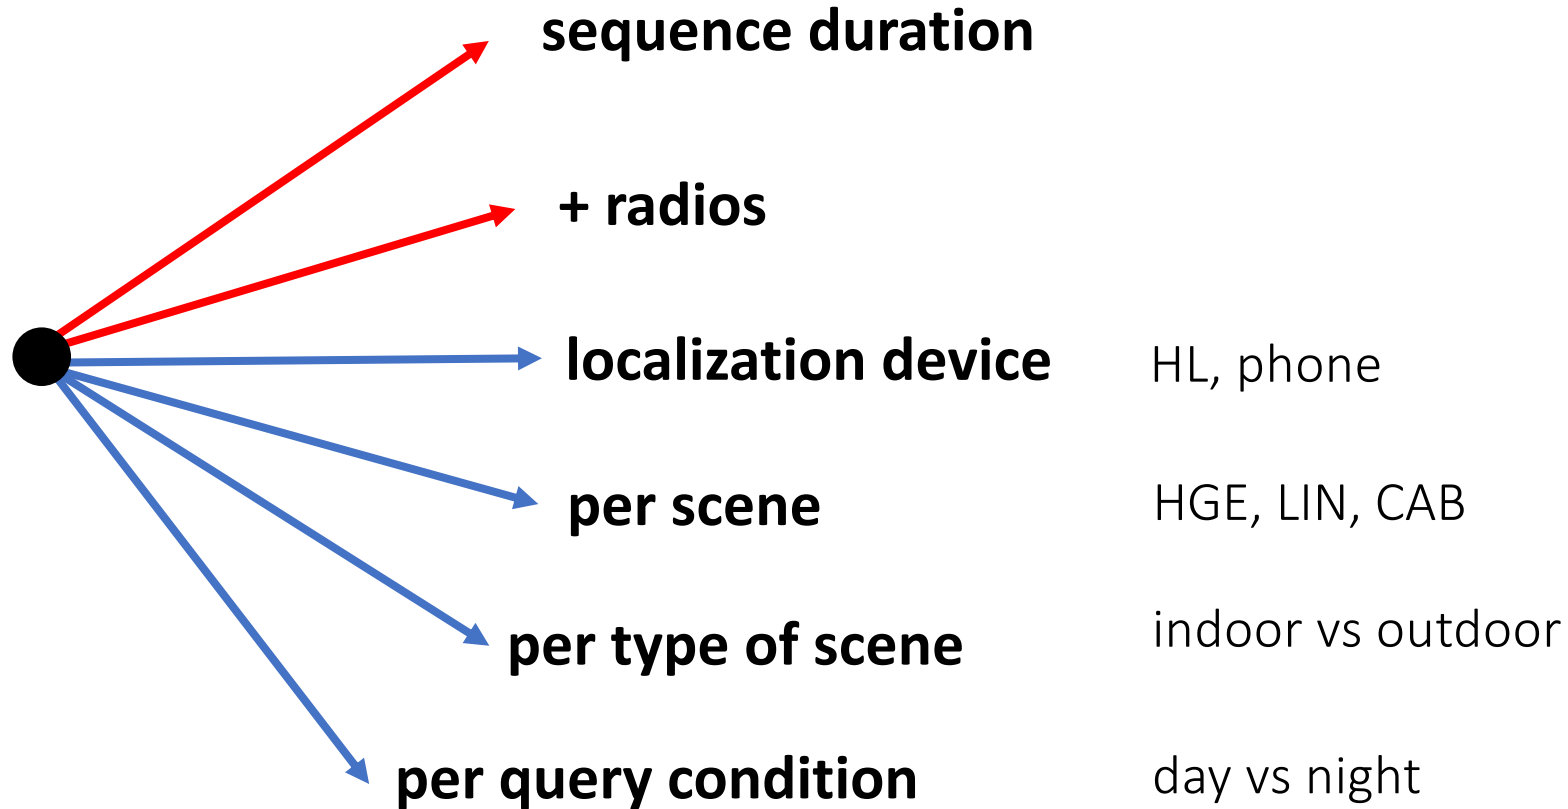 sequence duration
+ radios
localization device
HL, phone
per scene
HGE, LIN, CAB
per type of scene
indoor vs outdoor
per query condition
day vs night